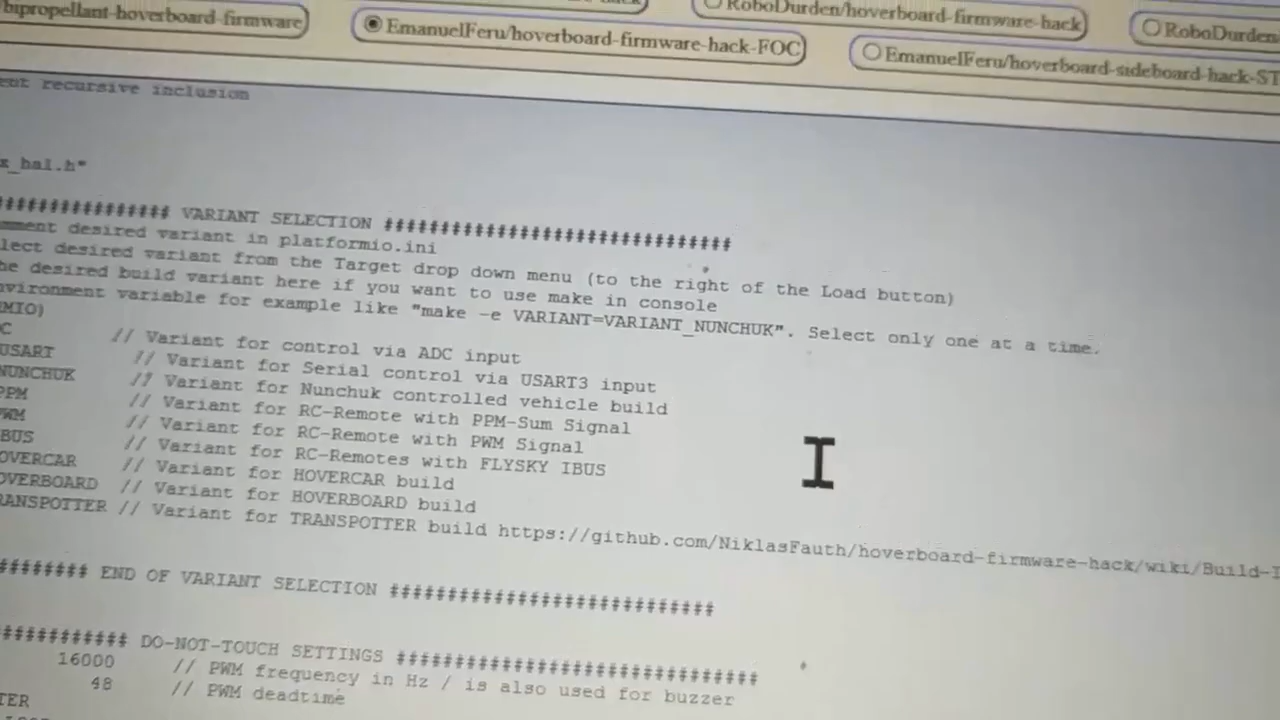 bipropellant-hoverboard-firmware
RoboDurden/hoverboard-firmware-hack
RoboDurden
EmanuelFeru/hoverboard-firmware-hack-FOC
EmanuelFeru/hoverboard-sideboard-hack-ST
ent recursive inclusion
x_hal.h"
################ VARIANT SELECTION ##############################
mment desired variant in platformio.ini
lect desired variant from the Target drop down menu (to the right of the Load button)
he desired build variant here if you want to use make in console
nvironment variable for example like "make -e VARIANT=VARIANT_NUNCHUK". Select only one at a time.
MIO)
C // Variant for control via ADC input
USART // Variant for Serial control via USART3 input
NUNCHUK // Variant for Nunchuk controlled vehicle build
PPM // Variant for RC-Remote with PPM-Sum Signal
PWM // Variant for RC-Remote with PWM Signal
IBUS // Variant for RC-Remotes with FLYSKY IBUS
OVERCAR // Variant for HOVERCAR build
OVERBOARD // Variant for HOVERBOARD build
RANSPOTTER // Variant for TRANSPOTTER build https://github.com/NiklasFauth/hoverboard-firmware-hack/wiki/Build-I
######## END OF VARIANT SELECTION ############################
########### DO-NOT-TOUCH SETTINGS ###############################
16000 // PWM frequency in Hz / is also used for buzzer
48 // PWM deadtime
TER